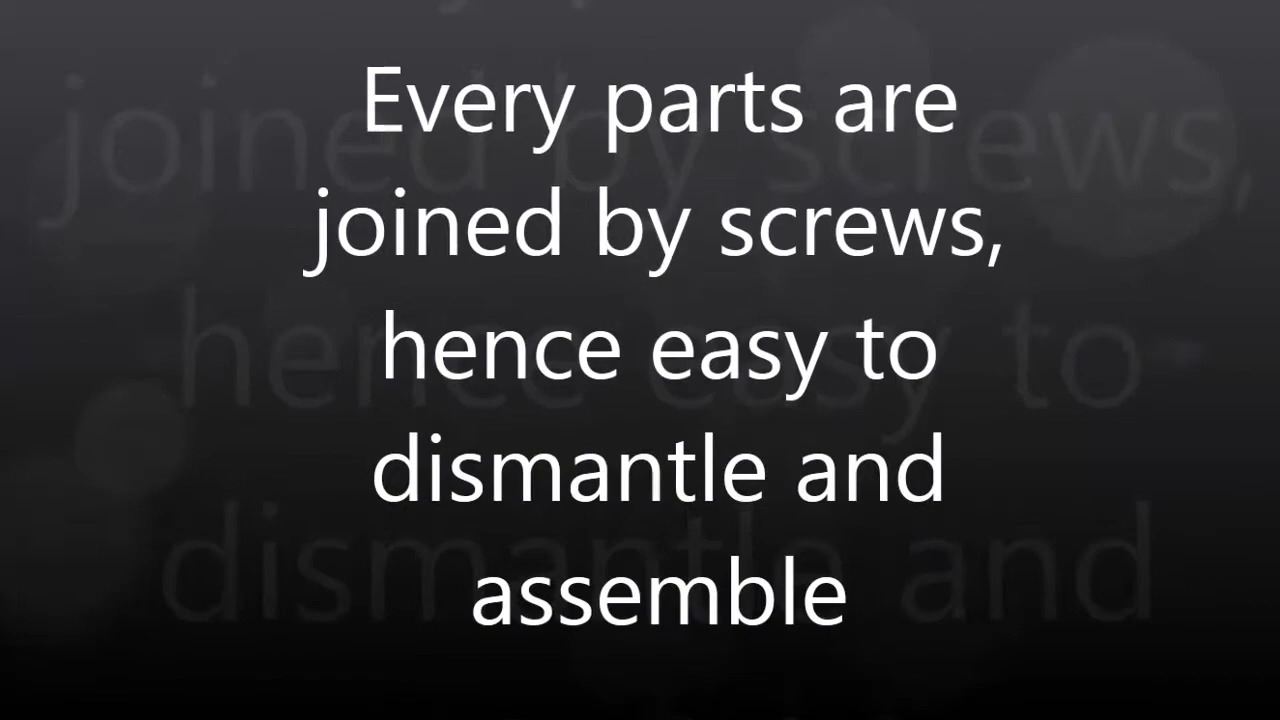 Every parts are
joined by screws,
hence easy to
dismantle and
assemble